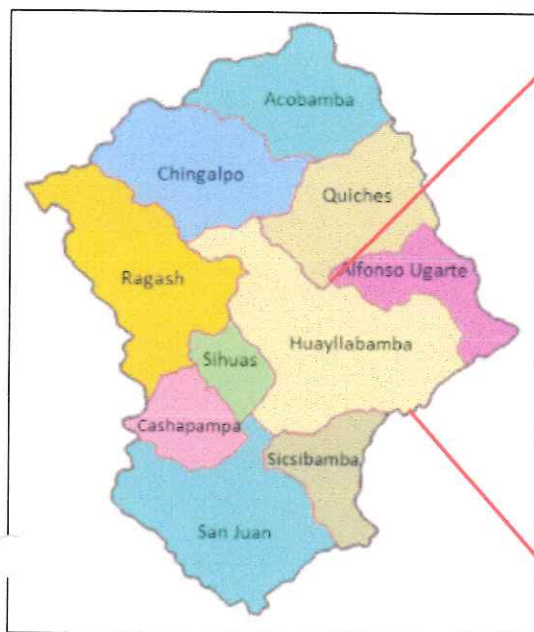 Acobamba
Chingalpo
Quiches
Alfonso Ugarte
Ragash
Huayllabamba
Sihuas
Cashapampa
Sicsibamba
San Juan